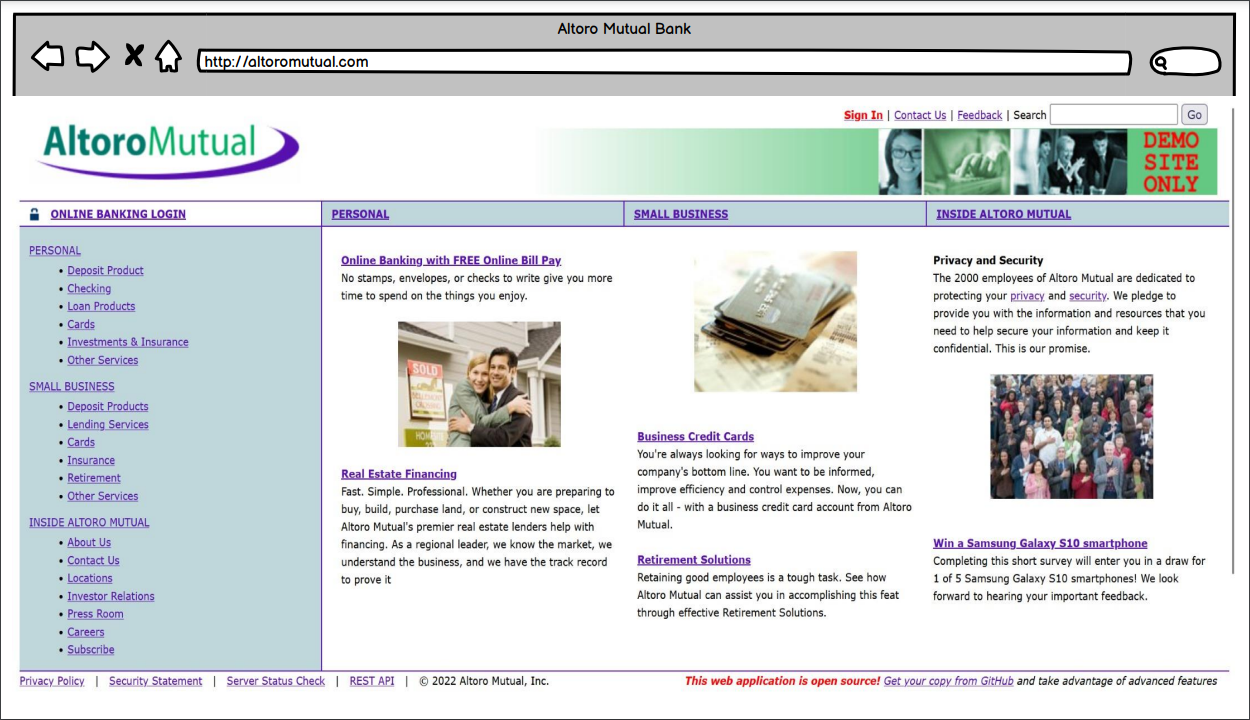 Altoro Mutual Bank
http://altoromutual.com
Sign In | Contact Us | Feedback | Search Go
AltoroMutual
DEMO
SITE
ONLY
ONLINE BANKING LOGIN
PERSONAL
SMALL BUSINESS
INSIDE ALTORO MUTUAL
PERSONAL
• Deposit Product
• Checking
• Loan Products
• Cards
• Investments & Insurance
• Other Services
SMALL BUSINESS
• Deposit Products
• Lending Services
• Cards
• Insurance
• Retirement
• Other Services
INSIDE ALTORO MUTUAL
• About Us
• Contact Us
• Locations
• Investor Relations
• Press Room
• Careers
• Subscribe
Online Banking with FREE Online Bill Pay
No stamps, envelopes, or checks to write give you more
time to spend on the things you enjoy.
SOLD
Real Estate Financing
Fast. Simple. Professional. Whether you are preparing to
buy, build, purchase land, or construct new space, let
Altoro Mutual's premier real estate lenders help with
financing. As a regional leader, we know the market, we
understand the business, and we have the track record
to prove it
Business Credit Cards
You're always looking for ways to improve your
company's bottom line. You want to be informed,
improve efficiency and control expenses. Now, you can
do it all - with a business credit card account from Altoro
Mutual.
Retirement Solutions
Retaining good employees is a tough task. See how
Altoro Mutual can assist you in accomplishing this feat
through effective Retirement Solutions.
Privacy and Security
The 2000 employees of Altoro Mutual are dedicated to
protecting your privacy and security. We pledge to
provide you with the information and resources that you
need to help secure your information and keep it
confidential. This is our promise.
Win a Samsung Galaxy S10 smartphone
Completing this short survey will enter you in a draw for
1 of 5 Samsung Galaxy S10 smartphones! We look
forward to hearing your important feedback.
Privacy Policy | Security Statement | Server Status Check | REST API | © 2022 Altoro Mutual, Inc.
This web application is open source! Get your copy from GitHub and take advantage of advanced features